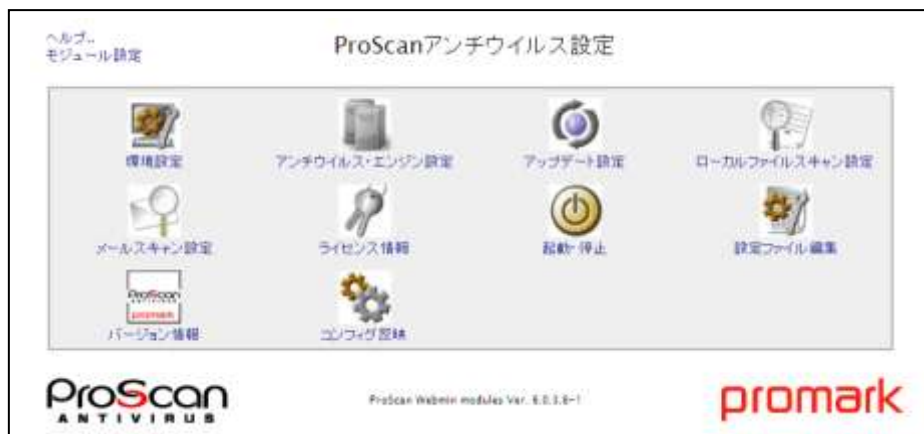 ヘルプ..
モジュール設定
ProScanアンチウイルス設定
環境設定
アンチウイルス・エンジン設定
アップデート設定
ローカルファイルスキャン設定
メールスキャン設定
ライセンス情報
起動・停止
設定ファイル編集
ProScan
ANTIVIRUS
promark
バージョン情報
コンフィグ反映
ProScan
ANTIVIRUS
ProScan Webmin modules Ver.
promark